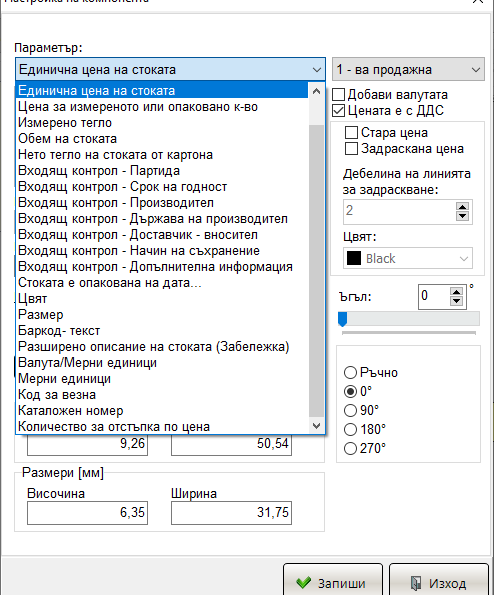 Настройка на компонента
Параметър:
Единична цена на стоката
1 - ва продажна
Единична цена на стоката
Цена за измереното или опаковано к-во
Измерено тегло
Обем на стоката
Нето тегло на стоката от картона
Входящ контрол - Партида
Входящ контрол - Срок на годност
Входящ контрол - Производител
Входящ контрол - Държава на производител
Входящ контрол - Доставчик - вносител
Входящ контрол - Начин на съхранение
Входящ контрол - Допълнителна информация
Стоката е опакована на дата...
Цвят
Размер
Баркод- текст
Разширено описание на стоката (Забележка)
Валута/Мерни единици
Мерни единици
Код за везна
Каталожен номер
Количество за отстъпка по цена
Добави валутата
Цената е с ДДС
Стара цена
Задраскана цена
Дебелина на линията
за задраскване:
2
Цвят:
Black
Ъгъл:
0 °
Ръчно
0°
90°
180°
270°
9,26
50,54
Размери [мм]
Височина
Ширина
6,35
31,75
Запиши
Изход